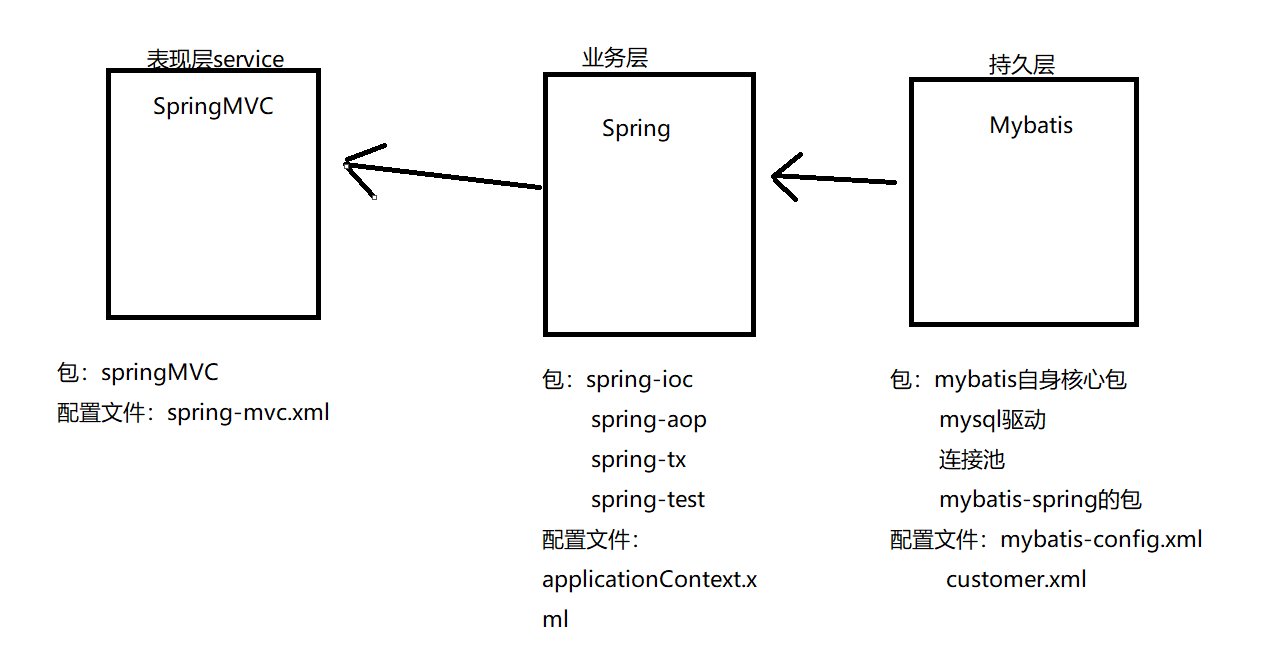 表现层service
SpringMVC
包：springMVC
配置文件：spring-mvc.xml
业务层
Spring
包：spring-ioc
spring-aop
spring-tx
spring-test
配置文件：
applicationContext.x
ml
持久层
Mybatis
包：mybatis自身核心包
mysql驱动
连接池
mybatis-spring的包
配置文件：mybatis-config.xml
customer.xml